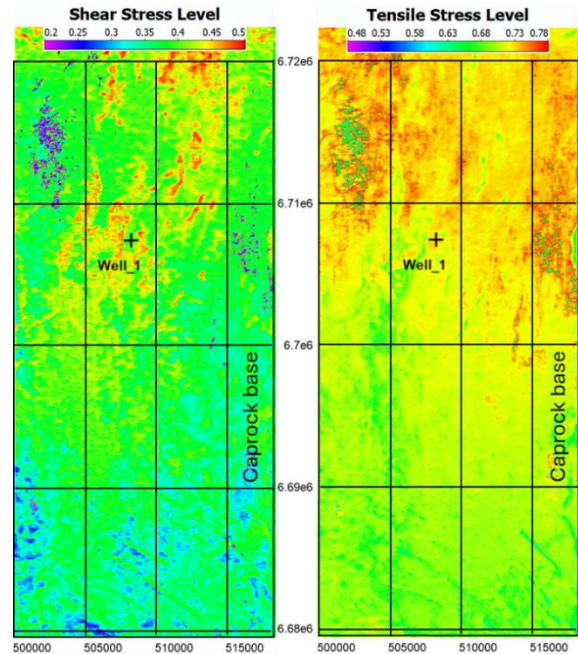 Shear Stress Level
0.2 0.25 0.3 0.35 0.4 0.45 0.5
Tensile Stress Level
0.48 0.53 0.58 0.63 0.68 0.73 0.78
6.72e6
6.71e6
Well_1
Well_1
6.7e6
Caprock base
Caprock base
6.69e6
6.68e6
500000 505000 510000 515000
500000 505000 510000 515000